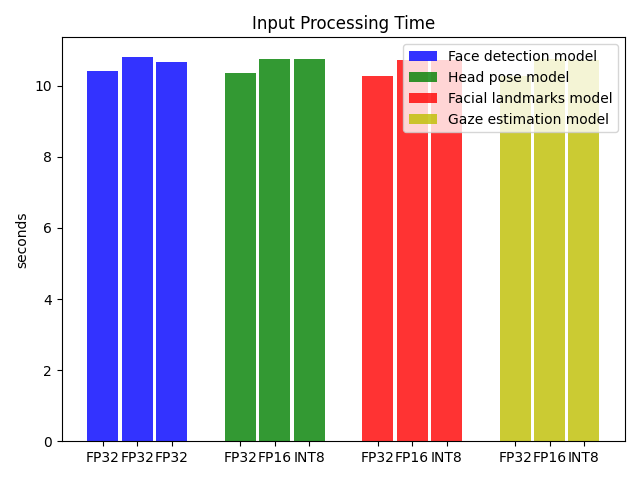 Input Processing Time
Face detection model
Head pose model
Facial landmarks model
Gaze estimation model
seconds
10
8
6
4
2
0
FP32 FP32 FP32 FP32 FP16 INT8 FP32 FP16 INT8 FP32 FP16 INT8